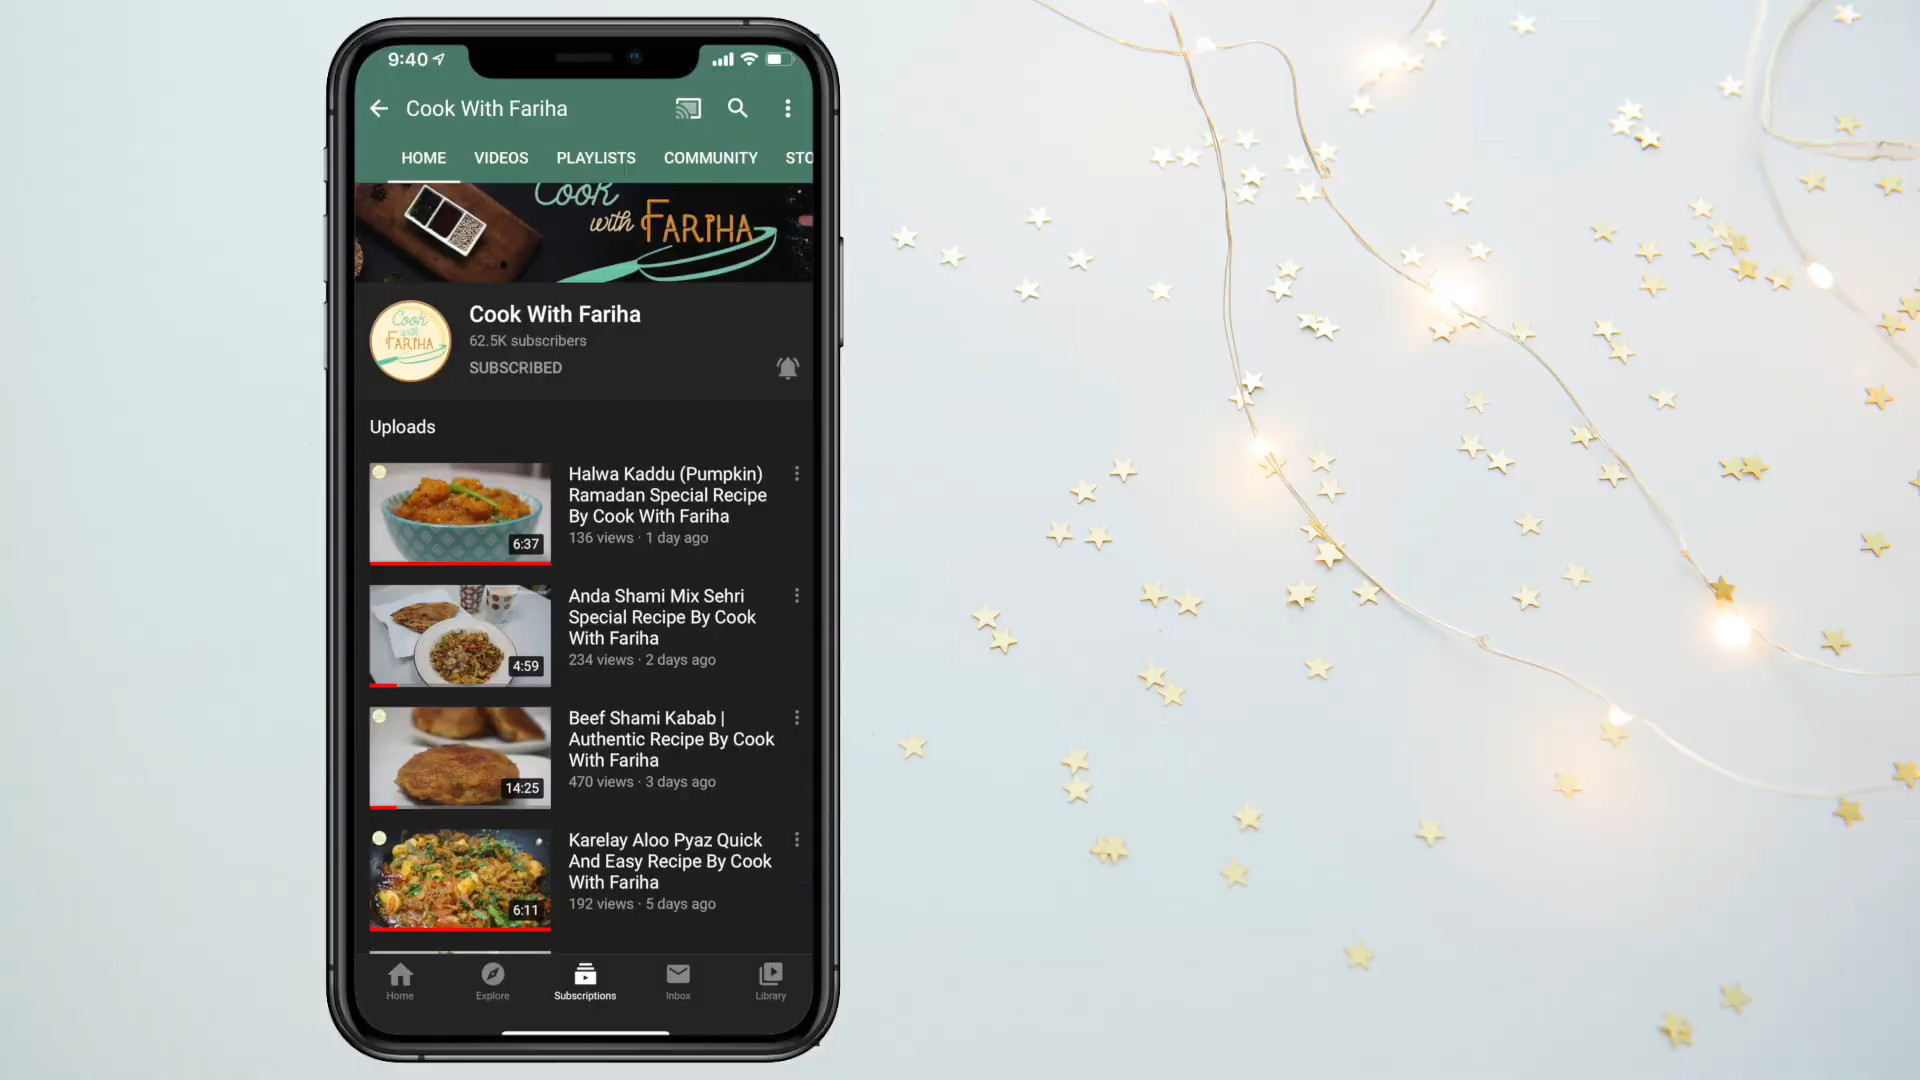 9:40
Cook With Fariha
HOME VIDEOS PLAYLISTS COMMUNITY STO
Cook
with FARIHA
Cook
with
FARIHA
Cook With Fariha
62.5K subscribers
SUBSCRIBED
Uploads
Halwa Kaddu (Pumpkin)
Ramadan Special Recipe
By Cook With Fariha
136 views · 1 day ago
6:37
Anda Shami Mix Sehri
Special Recipe By Cook
With Fariha
234 views · 2 days ago
4:59
Beef Shami Kabab |
Authentic Recipe By Cook
With Fariha
470 views · 3 days ago
14:25
Karelay Aloo Pyaz Quick
And Easy Recipe By Cook
With Fariha
192 views · 5 days ago
6:11
Home Explore Subscriptions Inbox Library